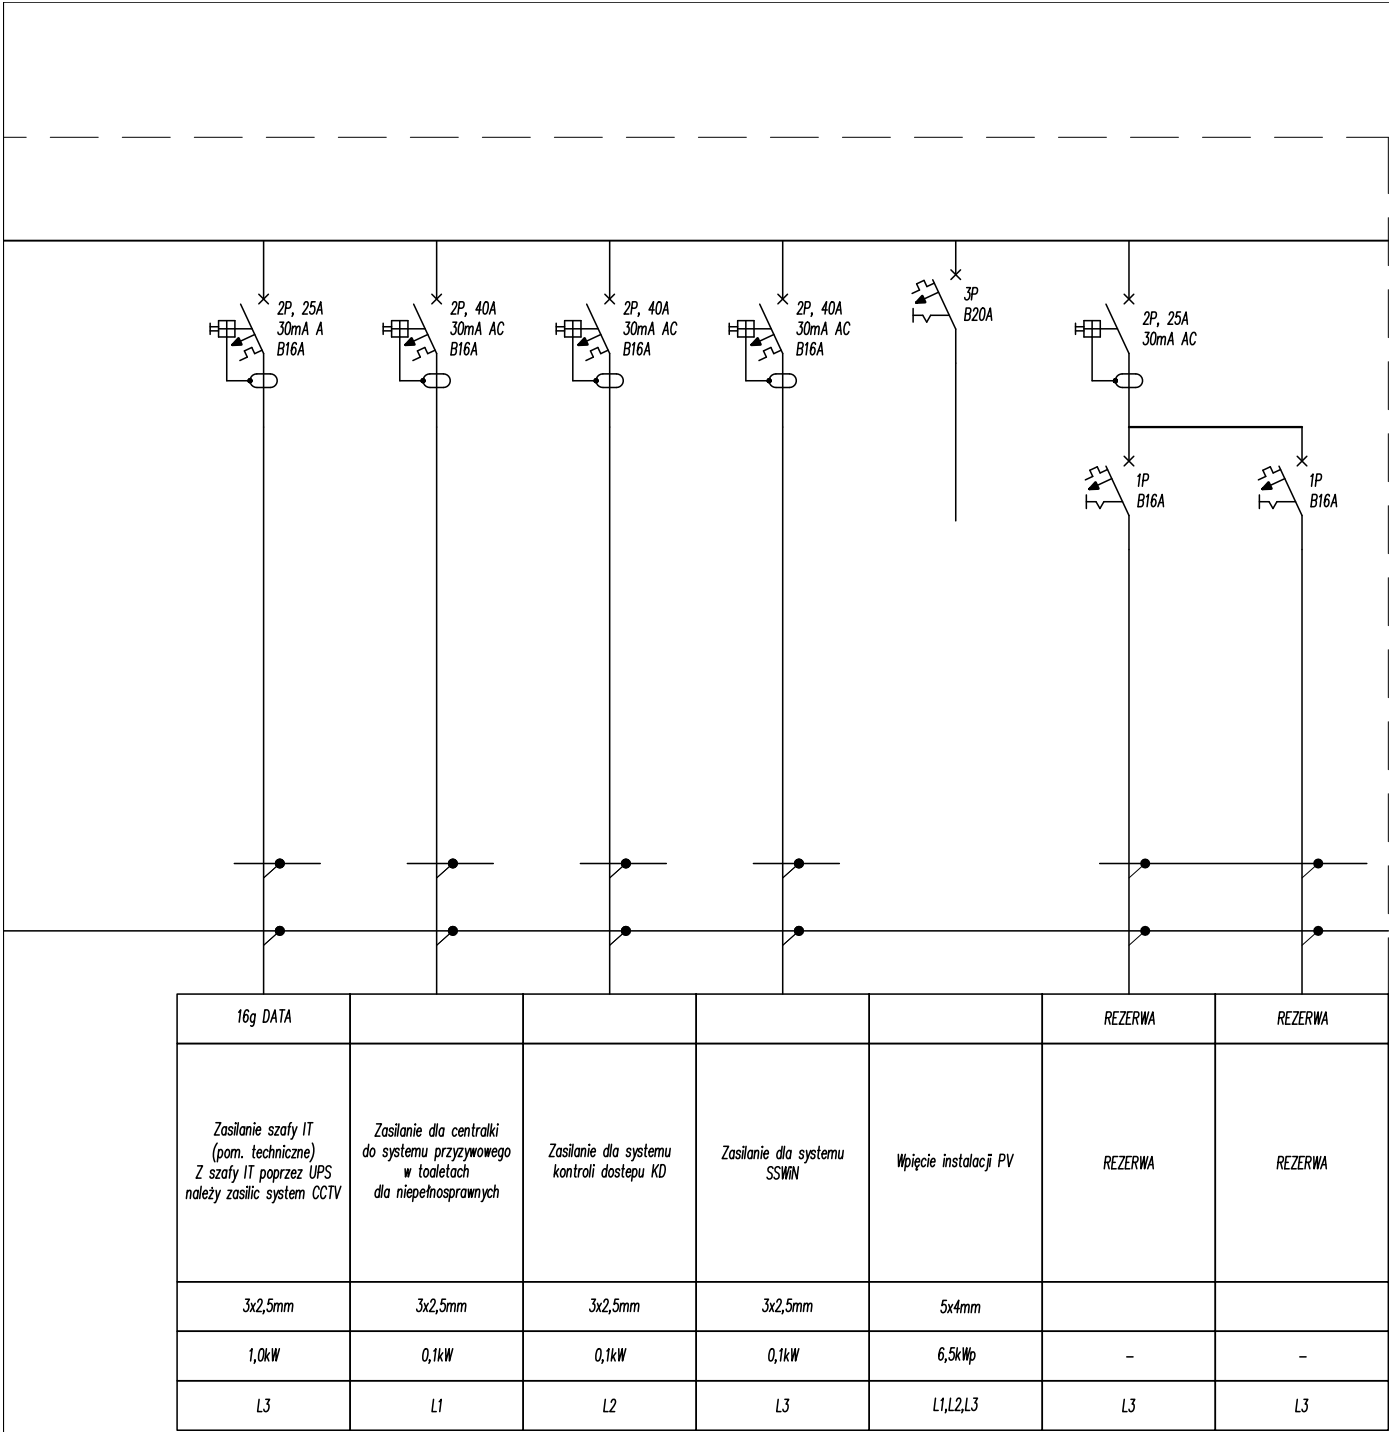 2P, 25A
30mA A
B16A
2P, 40A
30mA AC
B16A
2P, 40A
30mA AC
B16A
2P, 40A
30mA AC
B16A
3P
B20A
2P, 25A
30mA AC
1P
B16A
1P
B16A
16g DATA
REZERWA
REZERWA
Zasilanie szafy IT
(pom. techniczne)
Z szafy IT poprzez UPS
należy zasilic system CCTV
Zasilanie dla centralki
do systemu przyzywowego
w toaletach
dla niepełnosprawnych
Zasilanie dla systemu
kontroli dostepu KD
Zasilanie dla systemu
SSWiN
Wpięcie instalacji PV
REZERWA
REZERWA
3x2,5mm
3x2,5mm
3x2,5mm
3x2,5mm
5x4mm
1,0kW
0,1kW
0,1kW
0,1kW
6,5kWp
-
-
L3
L1
L2
L3
L1,L2,L3
L3
L3